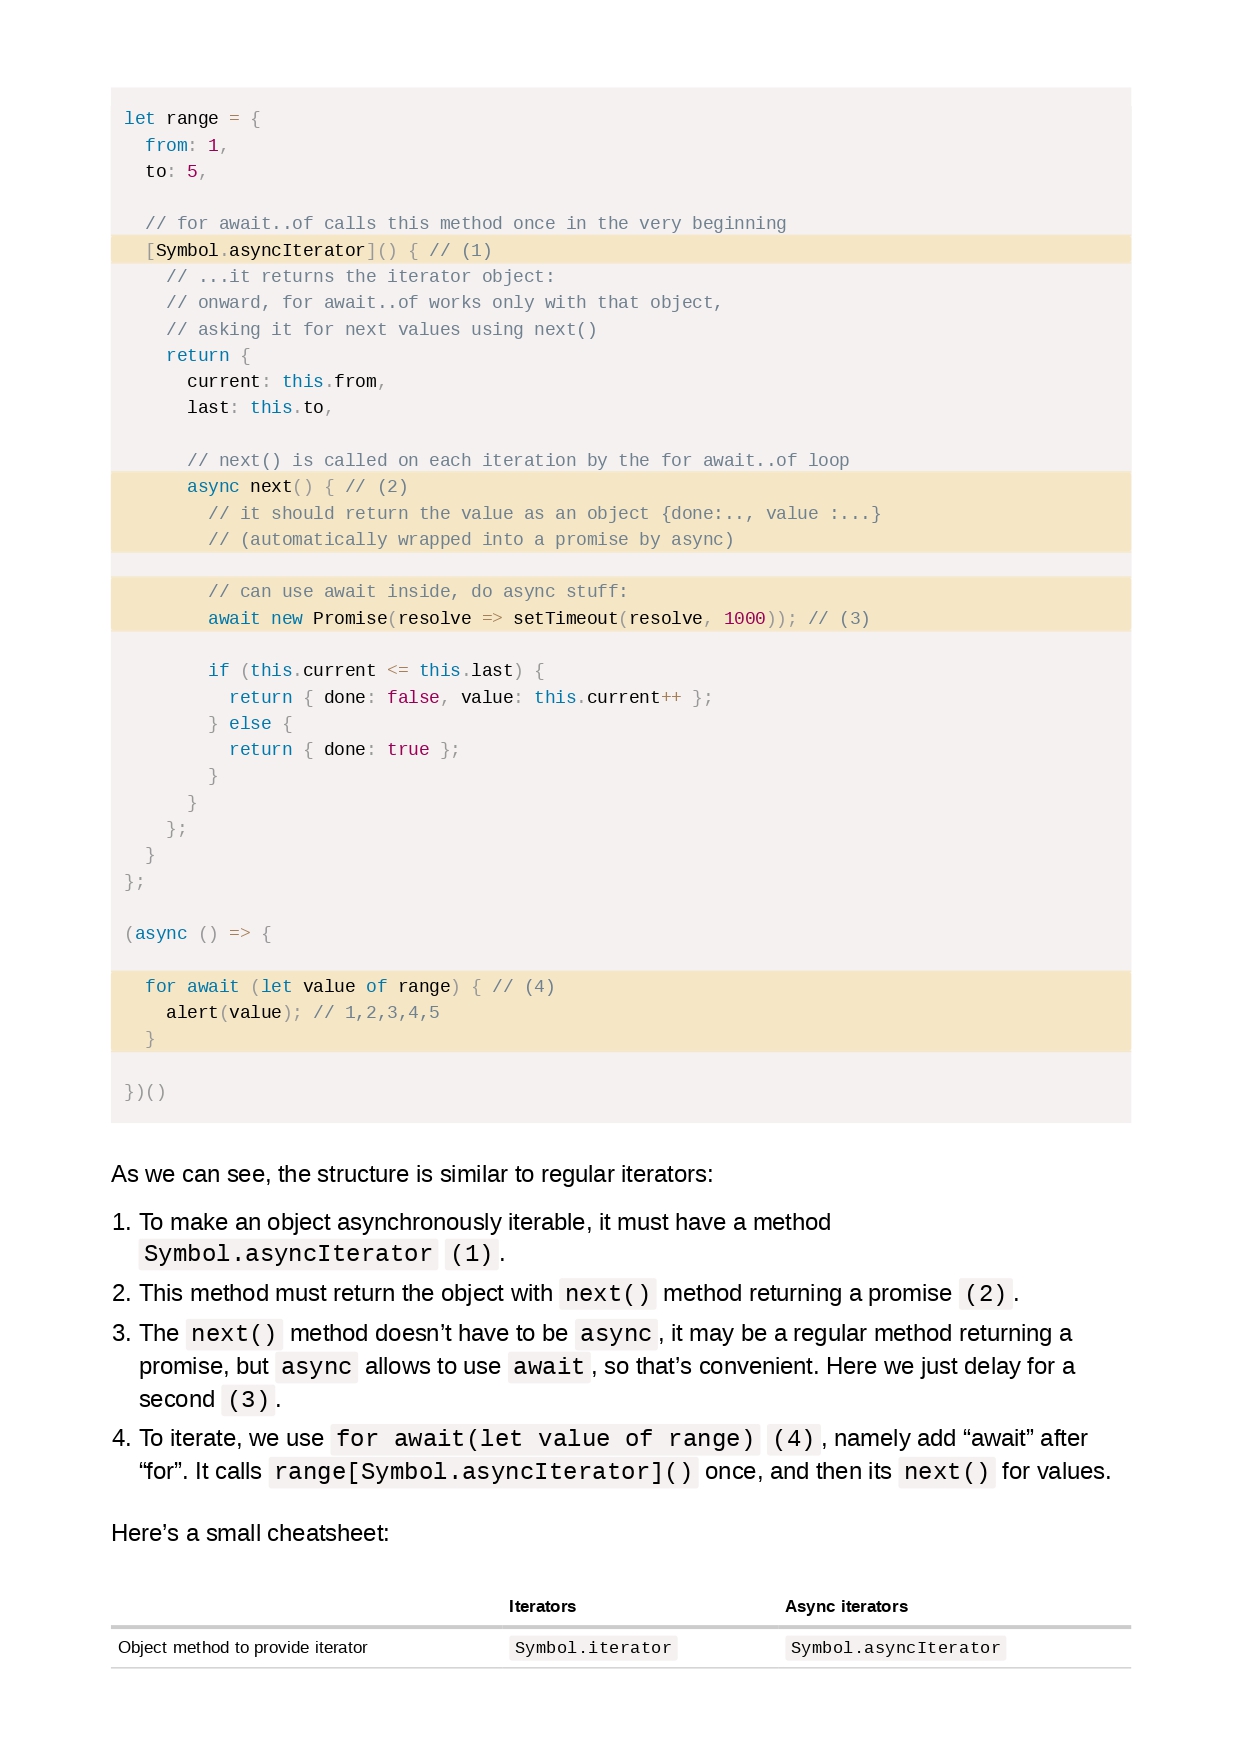 let range = {
  from: 1,
  to: 5,

  // for await..of calls this method once in the very beginning
  [Symbol.asyncIterator]() { // (1)
    // ...it returns the iterator object:
    // onward, for await..of works only with that object,
    // asking it for next values using next()
    return {
      current: this.from,
      last: this.to,

      // next() is called on each iteration by the for await..of loop
      async next() { // (2)
        // it should return the value as an object {done:.., value :...}
        // (automatically wrapped into a promise by async)

        // can use await inside, do async stuff:
        await new Promise(resolve => setTimeout(resolve, 1000)); // (3)

        if (this.current <= this.last) {
          return { done: false, value: this.current++ };
        } else {
          return { done: true };
        }
      }
    };
  }
};

(async () => {

  for await (let value of range) { // (4)
    alert(value); // 1,2,3,4,5
  }

})()

As we can see, the structure is similar to regular iterators:
1. To make an object asynchronously iterable, it must have a method
Symbol.asyncIterator (1).
2. This method must return the object with next() method returning a promise (2).
3. The next() method doesn’t have to be async, it may be a regular method returning a
promise, but async allows to use await, so that’s convenient. Here we just delay for a
second (3).
4. To iterate, we use for await(let value of range) (4), namely add “await” after
“for”. It calls range[Symbol.asyncIterator]() once, and then its next() for values.
Here’s a small cheatsheet:
Iterators Async iterators
Object method to provide iterator Symbol.iterator Symbol.asyncIterator